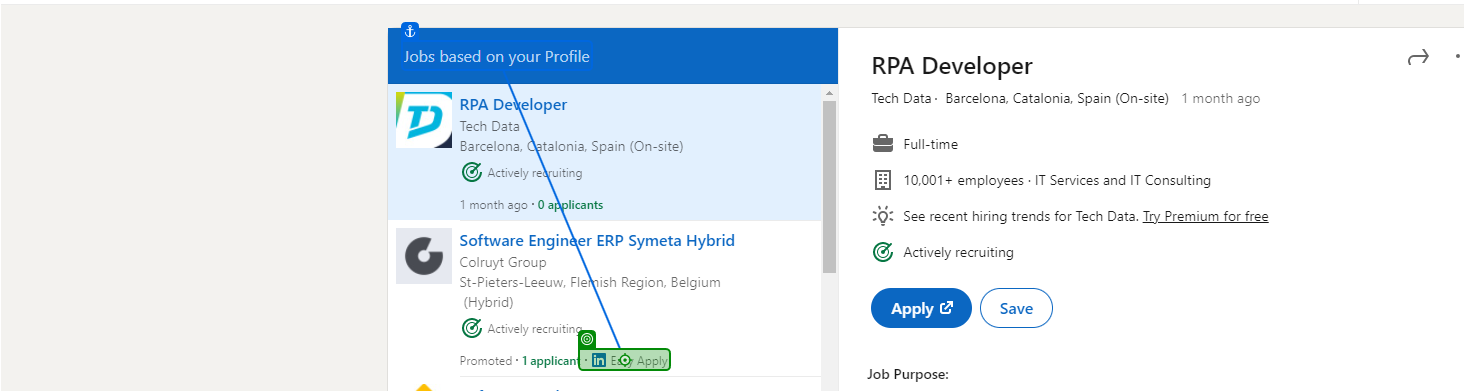 Jobs based on your Profile
RPA Developer
Tech Data
Barcelona, Catalonia, Spain (On-site)
Actively recruiting
1 month ago · 0 applicants
Software Engineer ERP Symeta Hybrid
Colruyt Group
St-Pieters-Leeuw, Flemish Region, Belgium
(Hybrid)
Actively recruiting
Promoted · 1 applicant · in Easy Apply
RPA Developer
Tech Data · Barcelona, Catalonia, Spain (On-site) 1 month ago
Full-time
10,001+ employees · IT Services and IT Consulting
See recent hiring trends for Tech Data. Try Premium for free
Actively recruiting
Apply
Save
Job Purpose: